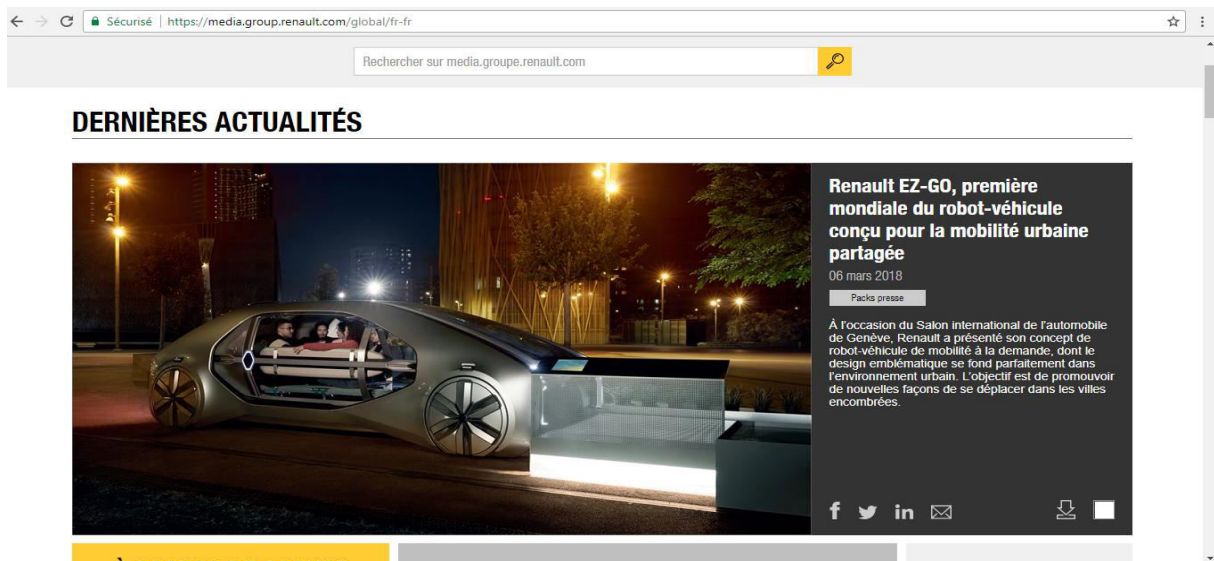 Sécurisé | https://media.group.renault.com/global/fr-fr
Rechercher sur media.groupe.renault.com
DERNIÈRES ACTUALITÉS
Renault EZ-GO, première
mondiale du robot-véhicule
conçu pour la mobilité urbaine
partagée
06 mars 2018
Packs presse
À l'occasion du Salon international de l'automobile
de Genève, Renault a présenté son concept de
robot-véhicule de mobilité à la demande, dont le
design emblématique se fond parfaitement dans
l'environnement urbain. L'objectif est de promouvoir
de nouvelles façons de se déplacer dans les villes
encombrées.